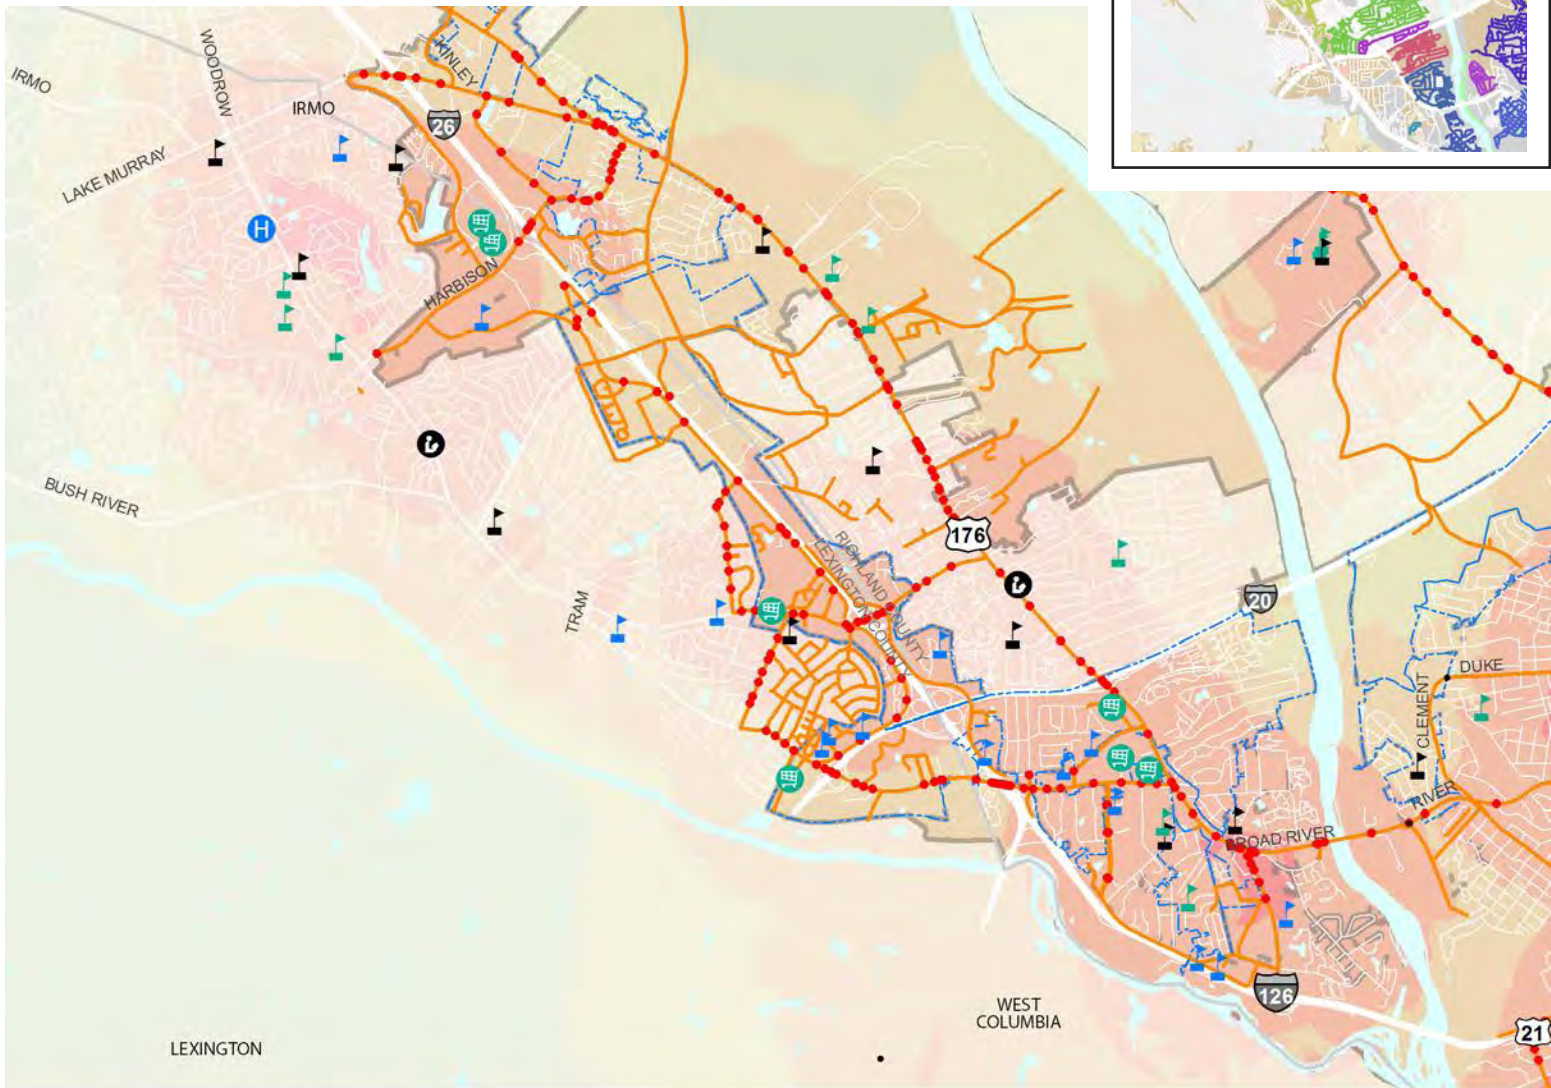 WOODROW
KINLEY
IRMO
IRMO
26
LAKE MURRAY
H
HARBISON
BUSH RIVER
176
RICHLAND COUNTY
LEXINGTON COUNTY
TRAM
20
DUKE
CLEMENT
RIVER
BROAD RIVER
126
WEST
COLUMBIA
21
LEXINGTON